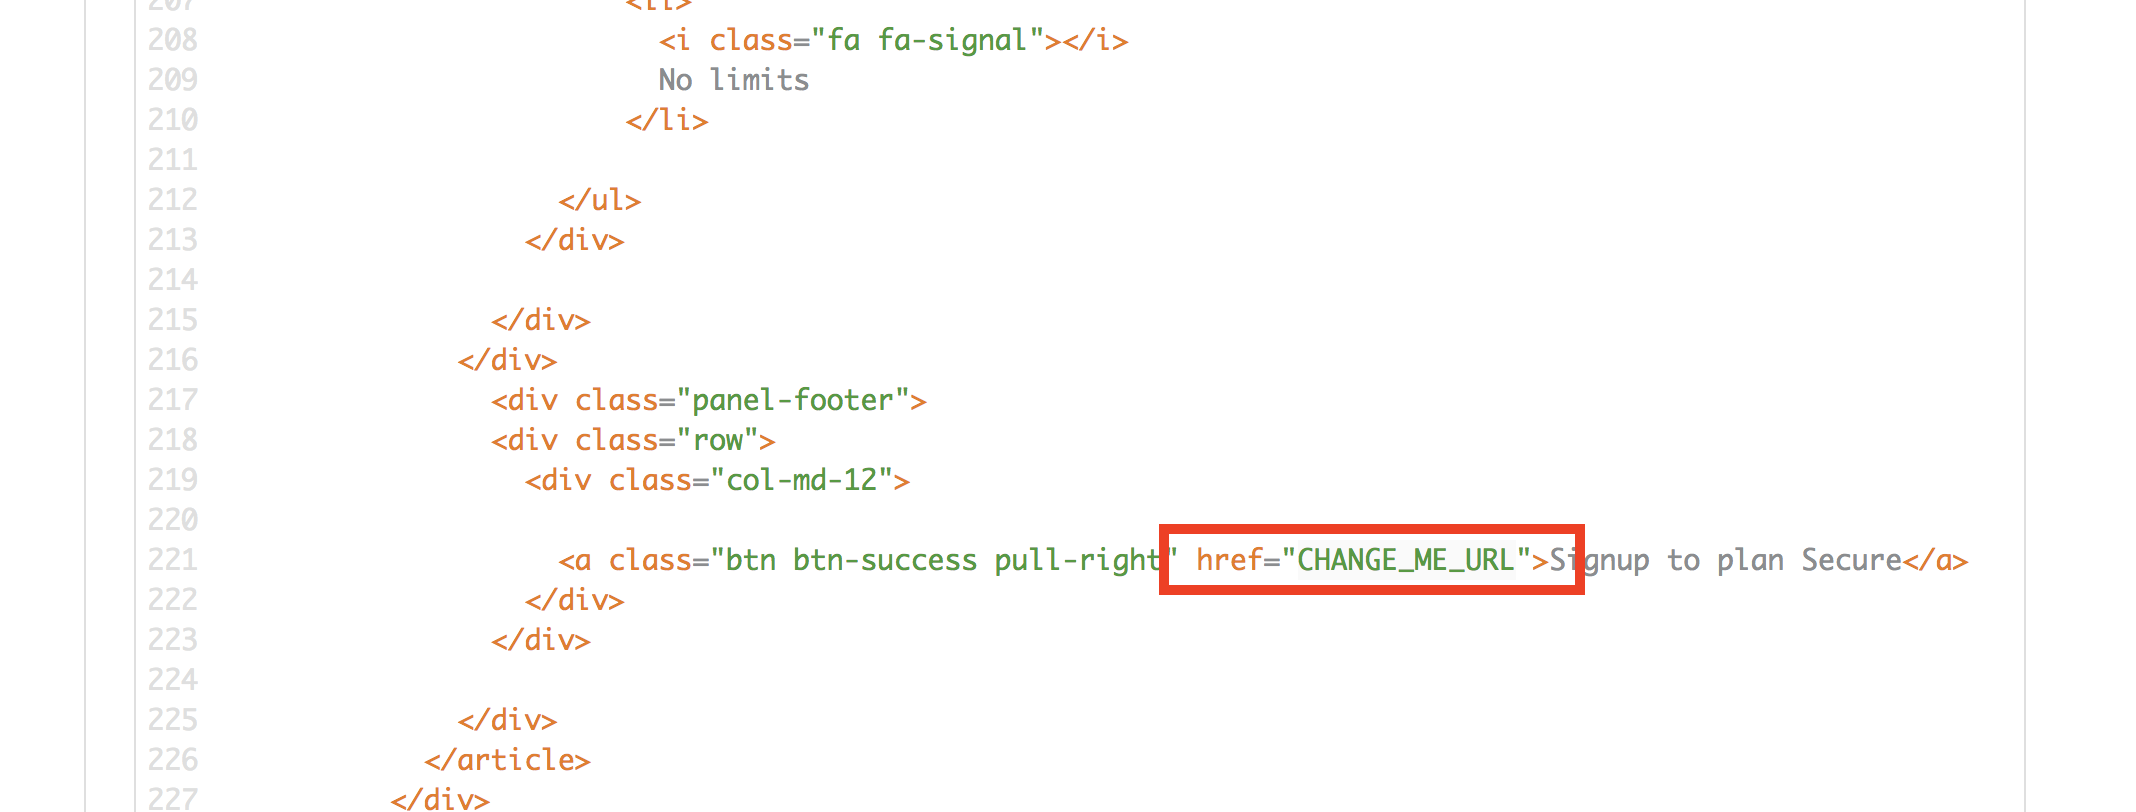 207 <li>
208 <i class="fa fa-signal"></i>
209 No limits
210 </li>
211
212 </ul>
213 </div>
214
215 </div>
216 </div>
217 <div class="panel-footer">
218 <div class="row">
219 <div class="col-md-12">
220
221 <a class="btn btn-success pull-right" href="CHANGE_ME_URL">Signup to plan Secure</a>
222 </div>
223 </div>
224
225 </div>
226 </article>
227 </div>